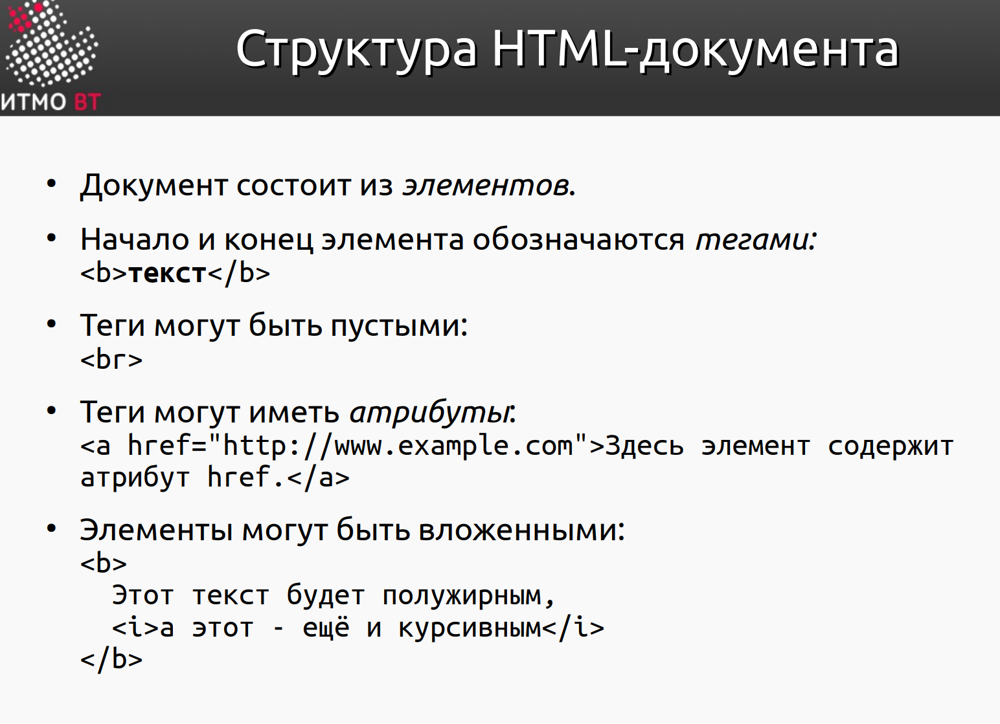 Структура HTML-документа
ИТМО ВТ
• Документ состоит из элементов.
• Начало и конец элемента обозначаются тегами:
<b>текст</b>
• Теги могут быть пустыми:
<br>
• Теги могут иметь атрибуты:
<a href="http://www.example.com">Здесь элемент содержит
атрибут href.</a>
• Элементы могут быть вложенными:
<b>
  Этот текст будет полужирным,
  <i>а этот - ещё и курсивным</i>
</b>